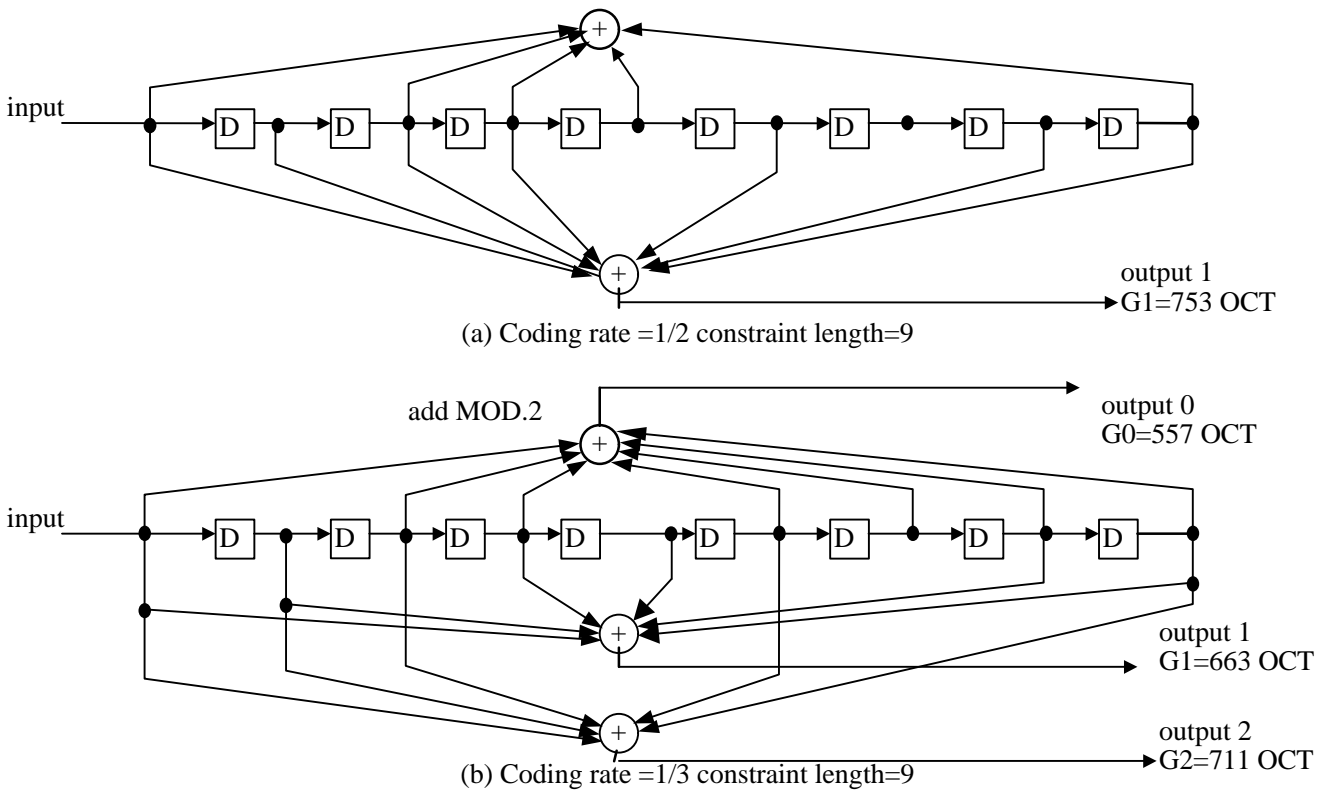 +
input
D D D D D D D D
+
output 1
G1=753 OCT
(a) Coding rate =1/2 constraint length=9
add MOD.2
output 0
G0=557 OCT
+
input
D D D D D D D D
+
output 1
G1=663 OCT
+
output 2
G2=711 OCT
(b) Coding rate =1/3 constraint length=9